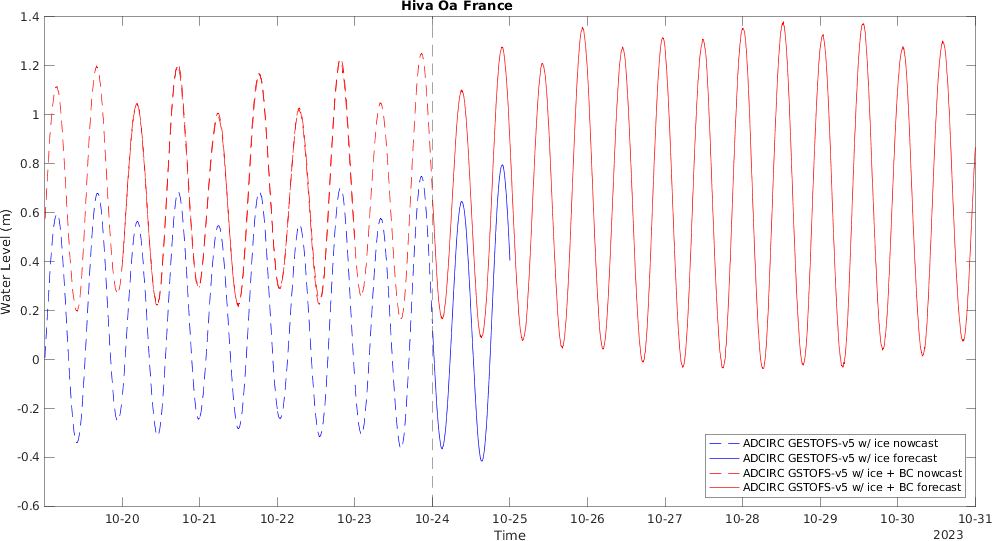 Hiva Oa France
1.4
1.2
1
0.8
0.6
0.4
0.2
0
-0.2
-0.4
-0.6
Water Level (m)
ADCIRC GESTOFS-v5 w/ ice nowcast
ADCIRC GESTOFS-v5 w/ ice forecast
ADCIRC GSTOFS-v5 w/ ice + BC nowcast
ADCIRC GSTOFS-v5 w/ ice + BC forecast
10-20 10-21 10-22 10-23 10-24 10-25 10-26 10-27 10-28 10-29 10-30 10-31
Time
2023